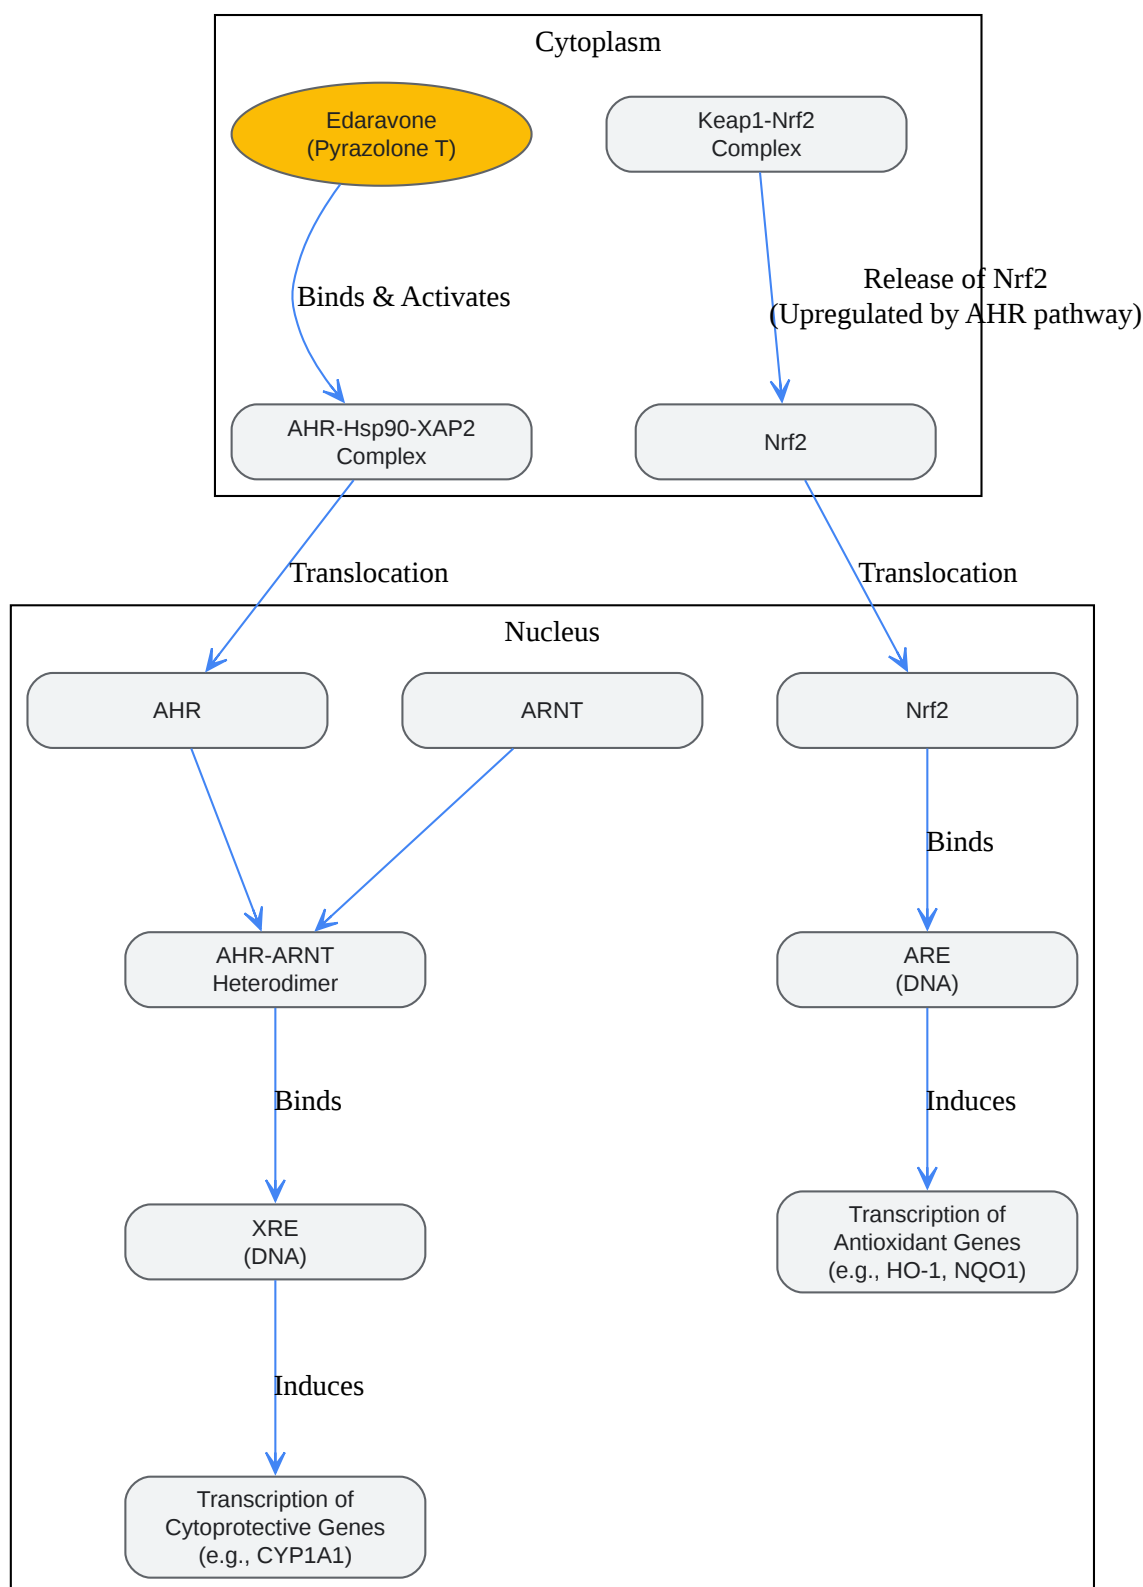 Cytoplasm
Edaravone
(Pyrazolone T)
Keap1-Nrf2
Complex
Binds & Activates
Release of Nrf2
(Upregulated by AHR pathway)
AHR-Hsp90-XAP2
Complex
Nrf2
Translocation
Translocation
Nucleus
AHR
ARNT
Nrf2
Binds
AHR-ARNT
Heterodimer
ARE
(DNA)
Binds
Induces
XRE
(DNA)
Transcription of
Antioxidant Genes
(e.g., HO-1, NQO1)
Induces
Transcription of
Cytoprotective Genes
(e.g., CYP1A1)